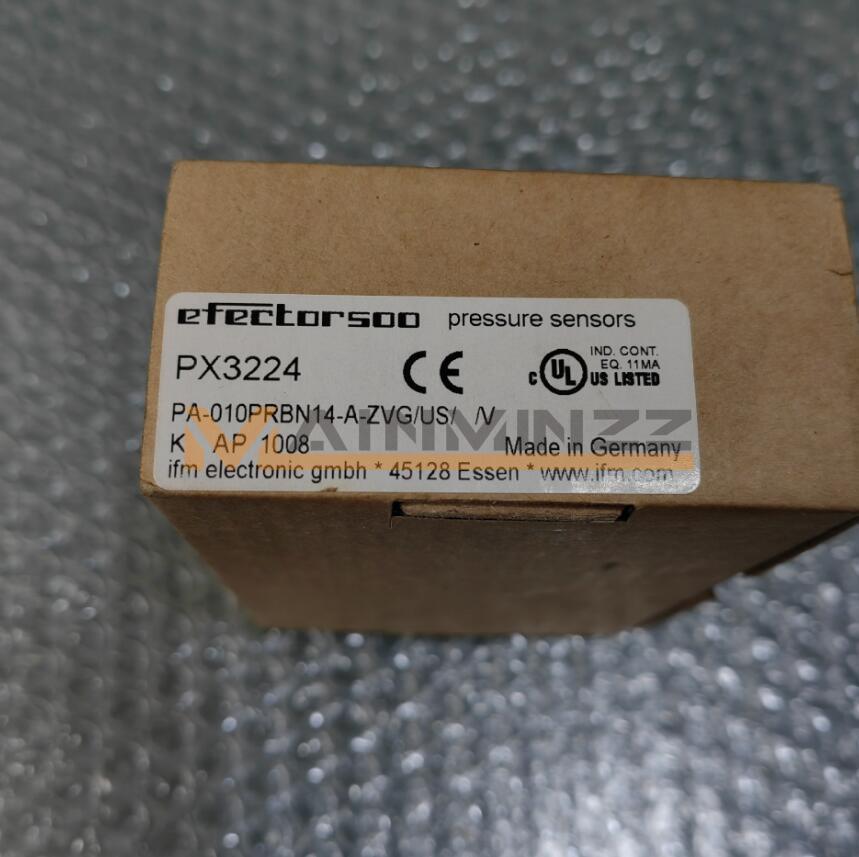 efector500 pressure sensors
PX3224 CE
IND. CONT.
EQ. 11MA
C UL US LISTED
PA-010PRBN14-A-ZVG/US/ /V
MAINMINZZ
K AP 1008 Made in Germany
ifm electronic gmbh * 45128 Essen * www.ifm.com